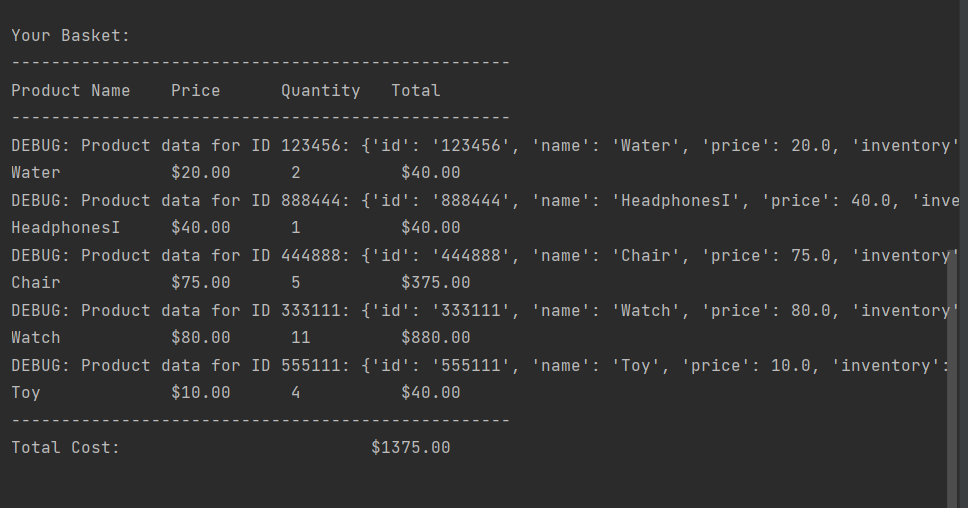 Your Basket:
--------------------------------------------------
Product Name    Price      Quantity   Total
--------------------------------------------------
DEBUG: Product data for ID 123456: {'id': '123456', 'name': 'Water', 'price': 20.0, 'inventory'
Water           $20.00      2          $40.00
DEBUG: Product data for ID 888444: {'id': '888444', 'name': 'HeadphonesI', 'price': 40.0, 'inve
HeadphonesI     $40.00      1          $40.00
DEBUG: Product data for ID 444888: {'id': '444888', 'name': 'Chair', 'price': 75.0, 'inventory'
Chair           $75.00      5          $375.00
DEBUG: Product data for ID 333111: {'id': '333111', 'name': 'Watch', 'price': 80.0, 'inventory'
Watch           $80.00      11         $880.00
DEBUG: Product data for ID 555111: {'id': '555111', 'name': 'Toy', 'price': 10.0, 'inventory':
Toy             $10.00      4          $40.00
--------------------------------------------------
Total Cost:                         $1375.00